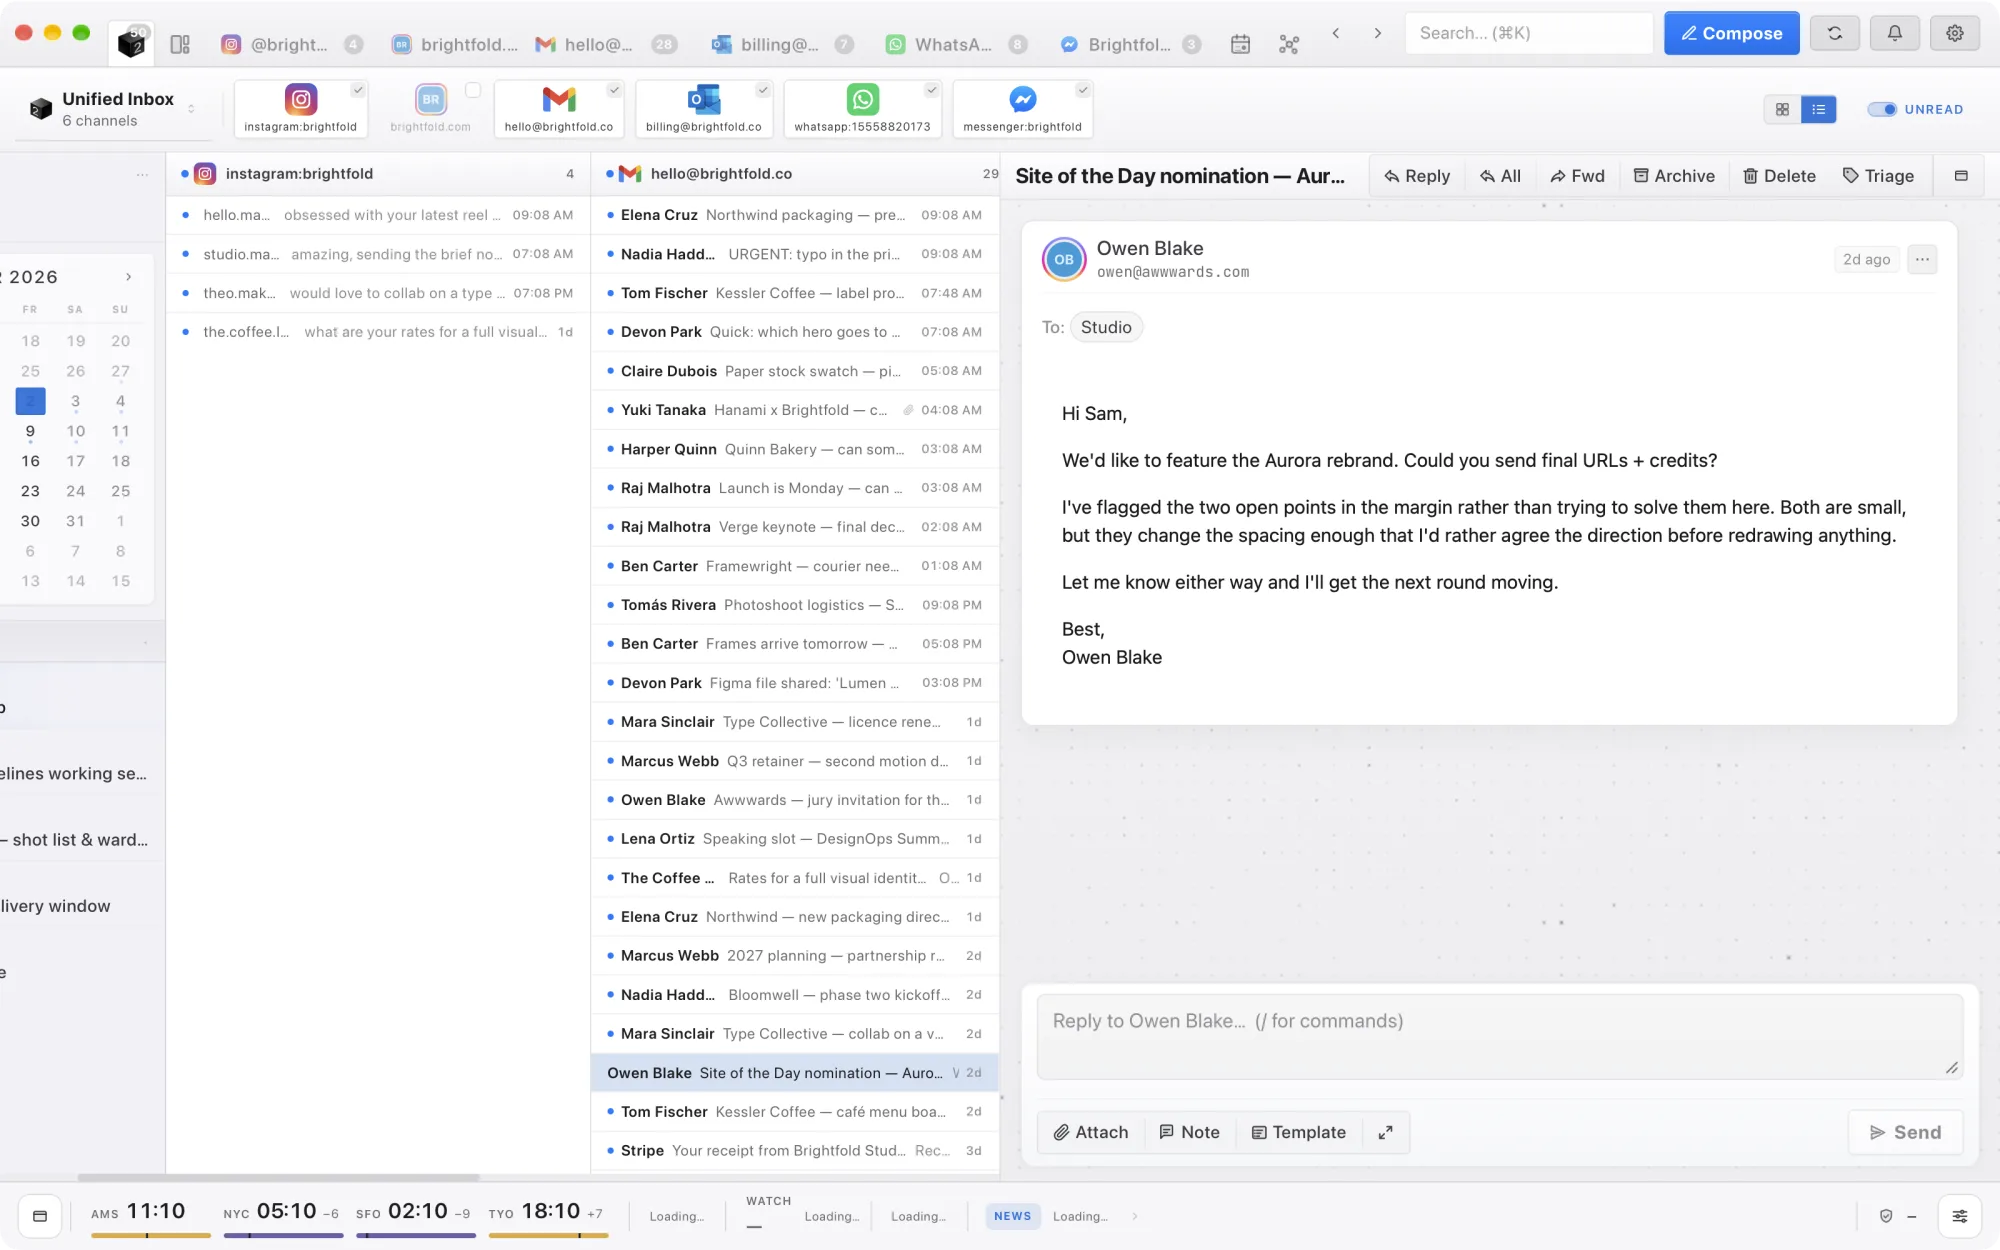 50
@bright... 4
brightfold.... 
hello@... 28
billing@... 7
WhatsA... 8
Brightfol... 3
Search... (⌘K)
Compose
Unified Inbox
6 channels
instagram:brightfold
BR
brightfold.com
hello@brightfold.co
billing@brightfold.co
whatsapp:15558820173
messenger:brightfold
UNREAD
2026
FR SA SU
18 19 20
25 26 27
2 3 4
9 10 11
16 17 18
23 24 25
30 31 1
6 7 8
13 14 15
elines working se...
— shot list & ward...
livery window
instagram:brightfold 4
hello.ma... obsessed with your latest reel ... 09:08 AM
studio.ma... amazing, sending the brief no... 07:08 AM
theo.mak... would love to collab on a type ... 07:08 PM
the.coffee.l... what are your rates for a full visual... 1d
hello@brightfold.co 29
Elena Cruz Northwind packaging — pre... 09:08 AM
Nadia Hadd... URGENT: typo in the pri... 09:08 AM
Tom Fischer Kessler Coffee — label pro... 07:48 AM
Devon Park Quick: which hero goes to ... 07:08 AM
Claire Dubois Paper stock swatch — pi... 05:08 AM
Yuki Tanaka Hanami x Brightfold — c... 04:08 AM
Harper Quinn Quinn Bakery — can som... 03:08 AM
Raj Malhotra Launch is Monday — can ... 03:08 AM
Raj Malhotra Verge keynote — final dec... 02:08 AM
Ben Carter Framewright — courier nee... 01:08 AM
Tomás Rivera Photoshoot logistics — S... 09:08 PM
Ben Carter Frames arrive tomorrow — ... 05:08 PM
Devon Park Figma file shared: 'Lumen ... 03:08 PM
Mara Sinclair Type Collective — licence rene... 1d
Marcus Webb Q3 retainer — second motion d... 1d
Owen Blake Awwwards — jury invitation for th... 1d
Lena Ortiz Speaking slot — DesignOps Summ... 1d
The Coffee ... Rates for a full visual identit... O... 1d
Elena Cruz Northwind — new packaging direc... 1d
Marcus Webb 2027 planning — partnership r... 2d
Nadia Hadd... Bloomwell — phase two kickoff... 2d
Mara Sinclair Type Collective — collab on a v... 2d
Owen Blake Site of the Day nomination — Auro... 2d
Tom Fischer Kessler Coffee — café menu boa... 2d
Stripe Your receipt from Brightfold Stud... Rec... 3d
Site of the Day nomination — Aur...
Reply
All
Fwd
Archive
Delete
Triage
OB
Owen Blake
owen@awwwards.com
2d ago
To: Studio
Hi Sam,
We'd like to feature the Aurora rebrand. Could you send final URLs + credits?
I've flagged the two open points in the margin rather than trying to solve them here. Both are small,
but they change the spacing enough that I'd rather agree the direction before redrawing anything.
Let me know either way and I'll get the next round moving.
Best,
Owen Blake
Reply to Owen Blake... (/ for commands)
Attach
Note
Template
Send
AMS 11:10
NYC 05:10 −6
SFO 02:10 −9
TYO 18:10 +7
Loading...
WATCH
—
Loading...
Loading...
NEWS
Loading...